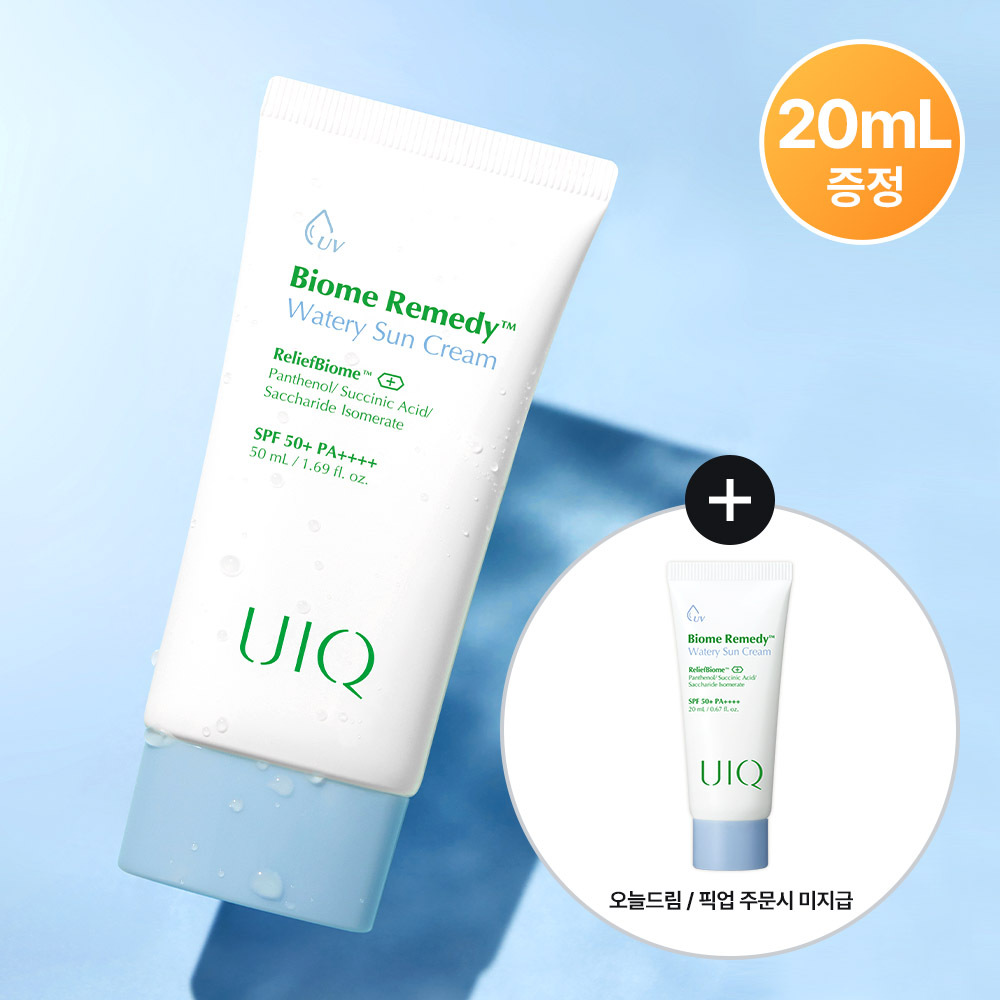 20mL
증정
UV
Biome Remedy™
Watery Sun Cream
ReliefBiome™
Panthenol/ Succinic Acid/
Saccharide Isomerate
SPF 50+ PA++++
50 mL / 1.69 fl. oz.
UIQ
+
UV
Biome Remedy™
Watery Sun Cream
ReliefBiome™
Panthenol/ Succinic Acid/
Saccharide Isomerate
SPF 50+ PA++++
20 mL / 0.67 fl. oz.
UIQ
오늘드림 / 픽업 주문시 미지급